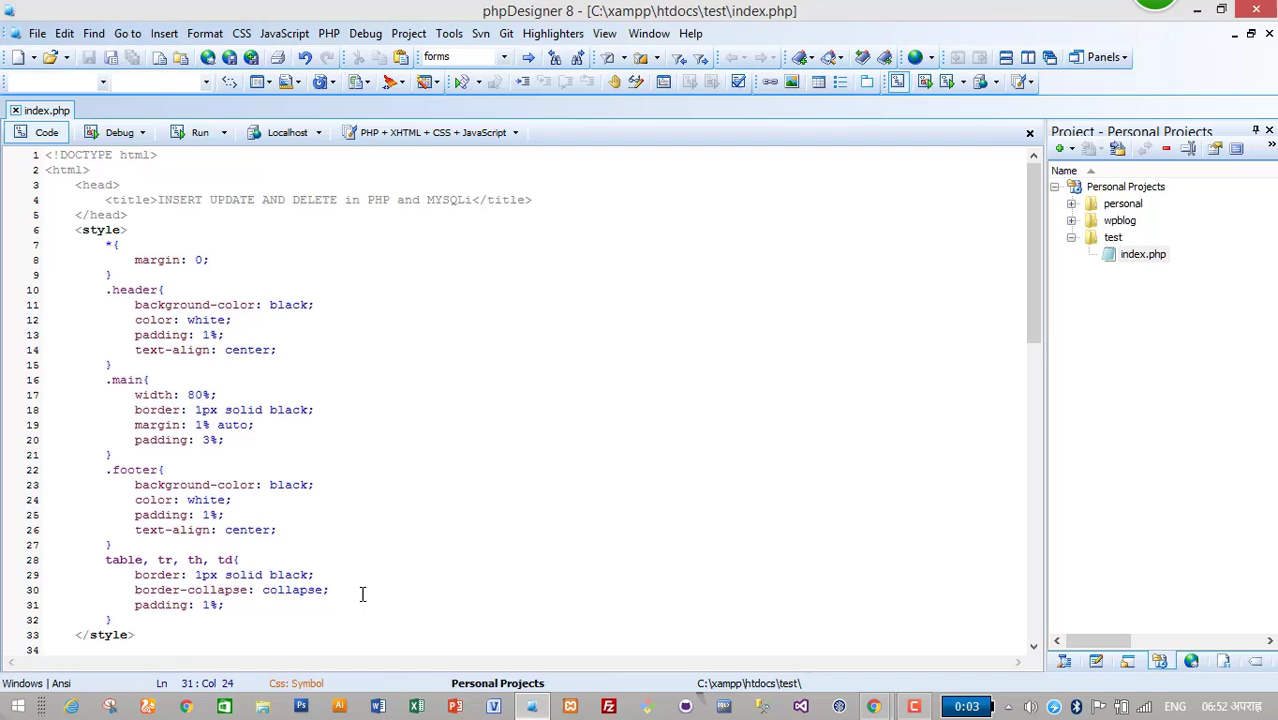 phpDesigner 8 - [C:\xampp\htdocs\test\index.php]
File Edit Find Go to Insert Format CSS JavaScript PHP Debug Project Tools Svn Git Highlighters View Window Help
forms Panels
index.php
Code Debug Run Localhost PHP + XHTML + CSS + JavaScript
Project - Personal Projects
Name
Personal Projects
personal
wpblog
test
index.php
1 <!DOCTYPE html>
2 <html>
3 <head>
4 <title>INSERT UPDATE AND DELETE in PHP and MYSQLi</title>
5 </head>
6 <style>
7 *{
8 margin: 0;
9 }
10 .header{
11 background-color: black;
12 color: white;
13 padding: 1%;
14 text-align: center;
15 }
16 .main{
17 width: 80%;
18 border: 1px solid black;
19 margin: 1% auto;
20 padding: 3%;
21 }
22 .footer{
23 background-color: black;
24 color: white;
25 padding: 1%;
26 text-align: center;
27 }
28 table, tr, th, td{
29 border: 1px solid black;
30 border-collapse: collapse;
31 padding: 1%;
32 }
33 </style>
34
Windows | Ansi Ln 31 : Col 24 Css: Symbol Personal Projects C:\xampp\htdocs\test\
0:03 ENG 06:52 अपराह्न